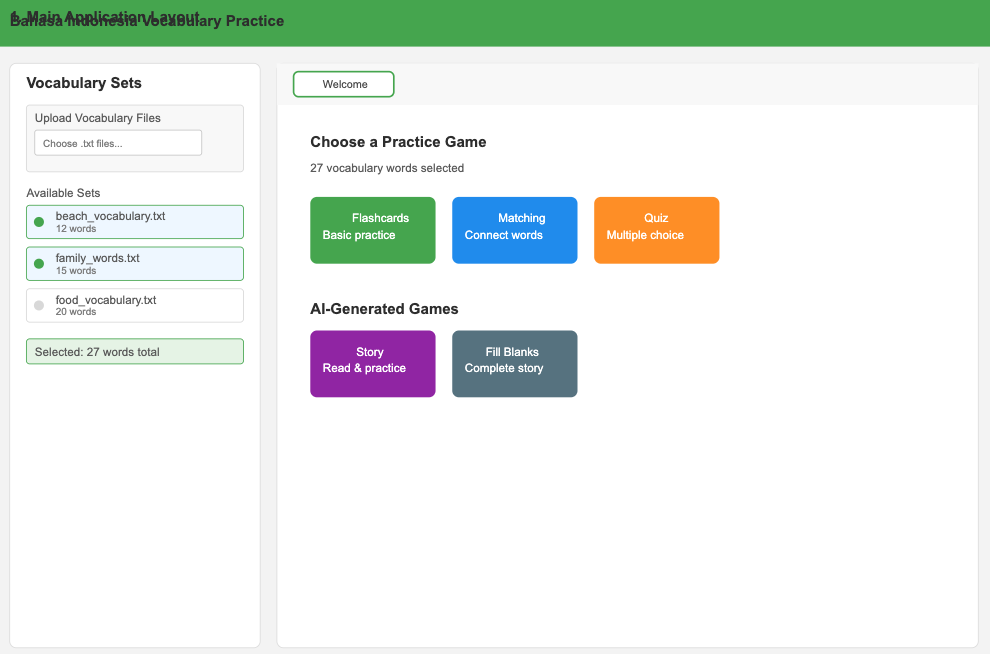 1. Main Application Layout
Bahasa Indonesia Vocabulary Practice
Vocabulary Sets
Upload Vocabulary Files
Choose .txt files...
Available Sets
beach_vocabulary.txt
12 words
family_words.txt
15 words
food_vocabulary.txt
20 words
Selected: 27 words total
Welcome
Choose a Practice Game
27 vocabulary words selected
Flashcards
Basic practice
Matching
Connect words
Quiz
Multiple choice
AI-Generated Games
Story
Read & practice
Fill Blanks
Complete story